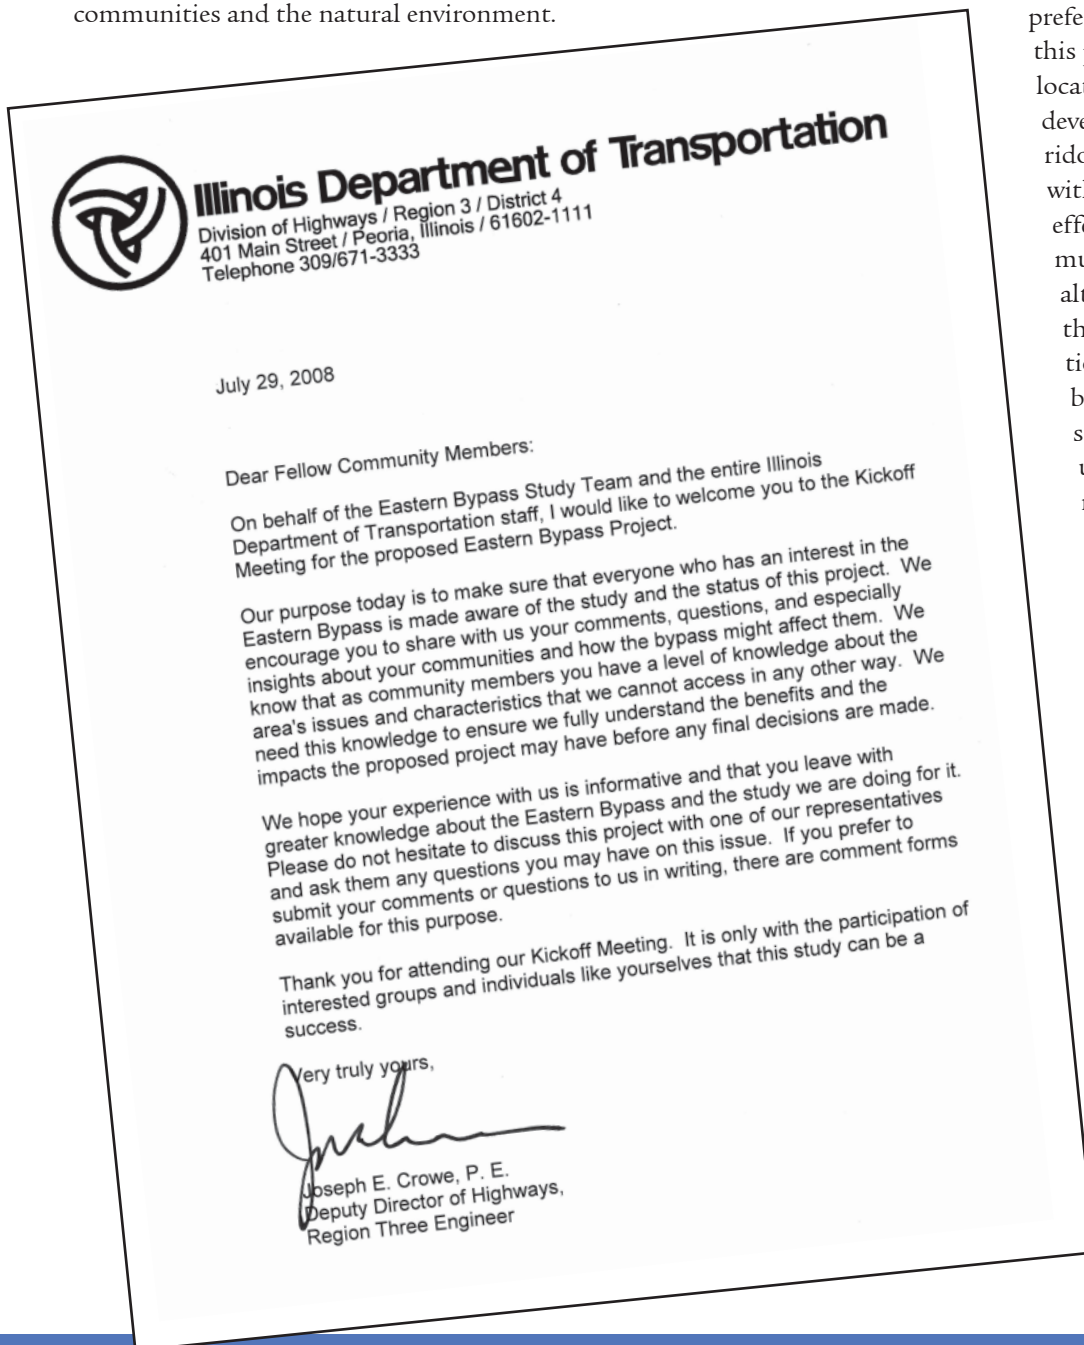 communities and the natural environment.
Illinois Department of Transportation
Division of Highways / Region 3 / District 4
401 Main Street / Peoria, Illinois / 61602-1111
Telephone 309/671-3333
July 29, 2008
Dear Fellow Community Members:
On behalf of the Eastern Bypass Study Team and the entire Illinois
Department of Transportation staff, I would like to welcome you to the Kickoff
Meeting for the proposed Eastern Bypass Project.
Our purpose today is to make sure that everyone who has an interest in the
Eastern Bypass is made aware of the study and the status of this project. We
encourage you to share with us your comments, questions, and especially
insights about your communities and how the bypass might affect them. We
know that as community members you have a level of knowledge about the
area's issues and characteristics that we cannot access in any other way. We
need this knowledge to ensure we fully understand the benefits and the
impacts the proposed project may have before any final decisions are made.
We hope your experience with us is informative and that you leave with
greater knowledge about the Eastern Bypass and the study we are doing for it.
Please do not hesitate to discuss this project with one of our representatives
and ask them any questions you may have on this issue. If you prefer to
submit your comments or questions to us in writing, there are comment forms
available for this purpose.
Thank you for attending our Kickoff Meeting. It is only with the participation of
interested groups and individuals like yourselves that this study can be a
success.
Very truly yours,
Joseph E. Crowe, P. E.
Deputy Director of Highways,
Region Three Engineer
this